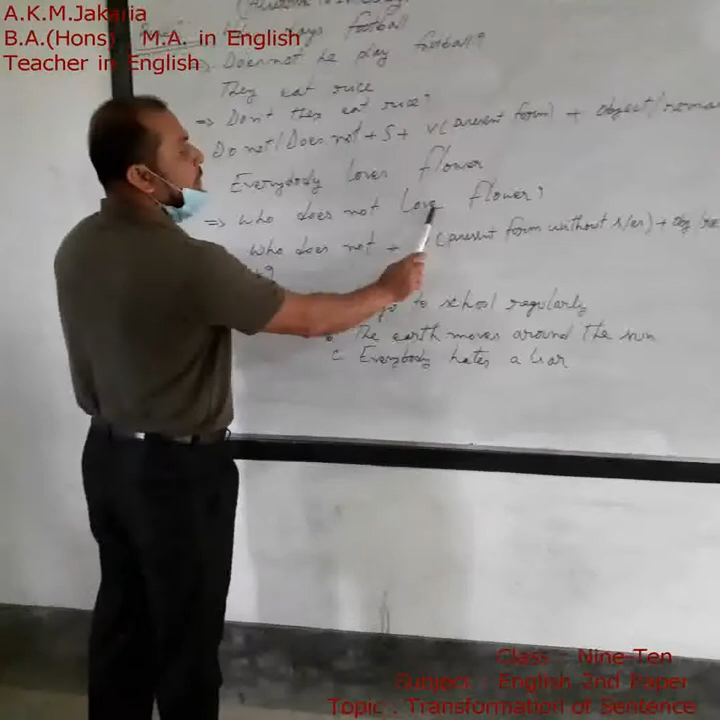 A.K.M.Jakaria
B.A.(Hons) M.A. in English
Teacher in English
football
⇒ Does not he play football?
They eat rice
⇒ Don't they eat rice?
Do not/Does not + S + V (present form) + object/
Everybody loves flower
⇒ who does not Love flower?
who does not + (present form without s/es) + obj
go to school regularly
The earth moves around the sun
c. Everybody hates a liar
Class : Nine-Ten
Subject : English 2nd Paper
Topic : Transformation of Sentence